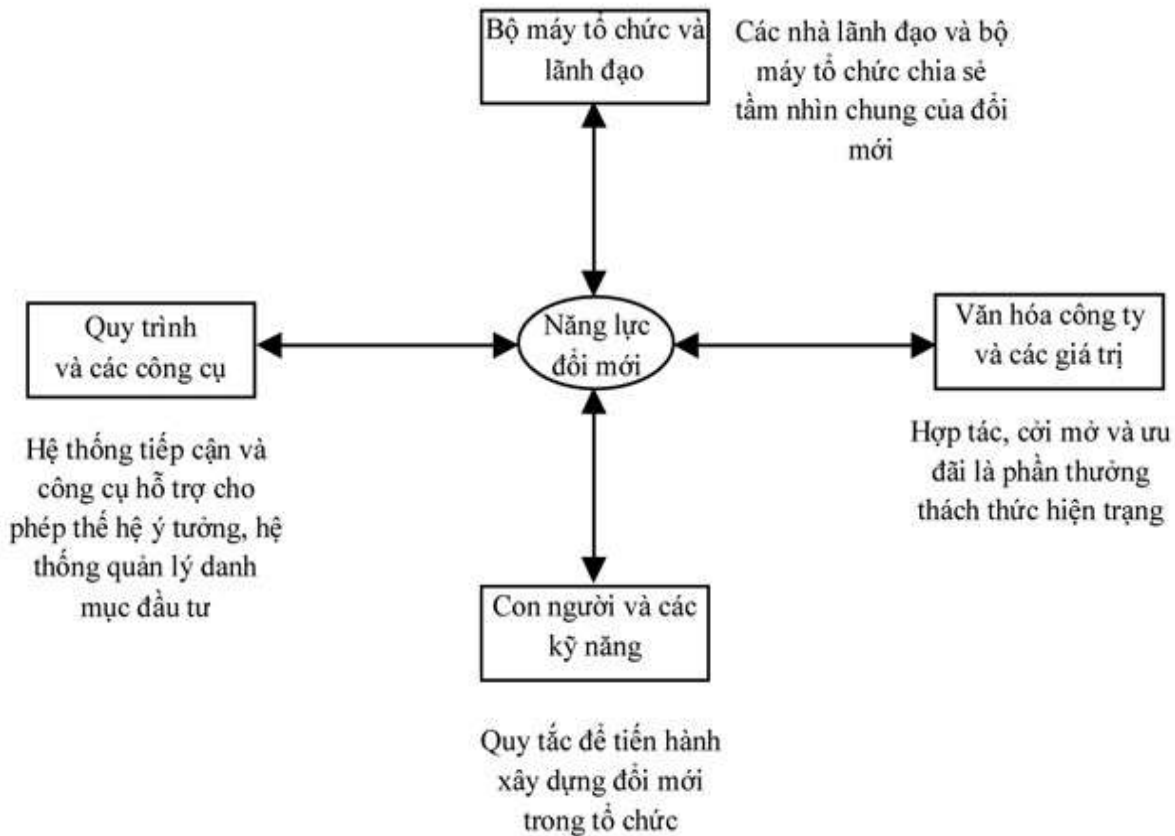 Bộ máy tổ chức và
lãnh đạo
Các nhà lãnh đạo và bộ
máy tổ chức chia sẻ
tầm nhìn chung của đổi
mới
Quy trình
và các công cụ
Năng lực
đổi mới
Văn hóa công ty
và các giá trị
Hệ thống tiếp cận và
công cụ hỗ trợ cho
phép thế hệ ý tưởng, hệ
thống quản lý danh
mục đầu tư
Hợp tác, cởi mở và ưu
đãi là phần thưởng
thách thức hiện trạng
Con người và các
kỹ năng
Quy tắc để tiến hành
xây dựng đổi mới
trong tổ chức